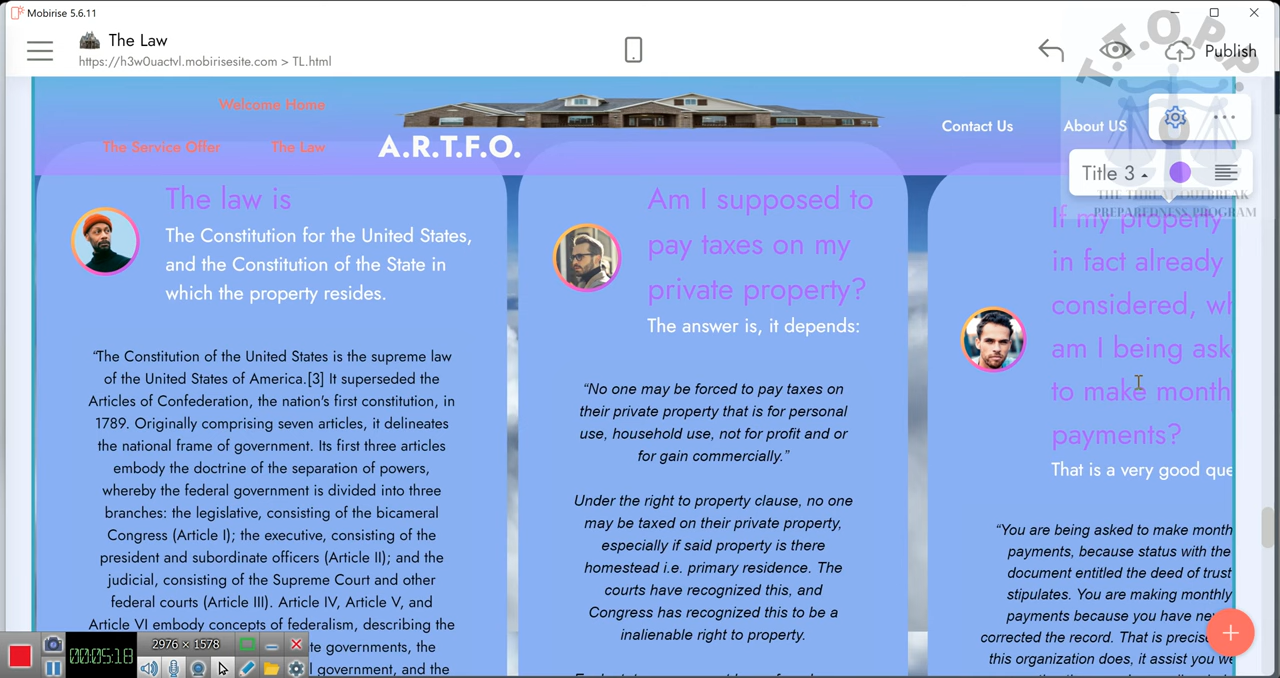 Mobirise 5.6.11
The Law
https://h3w0uactvl.mobirisesite.com > TL.html
Publish
T.T.O.P.P.
THE THREAT OUTBREAK
PREPAREDNESS PROGRAM
Welcome Home
The Service Offer The Law
A.R.T.F.O.
Contact Us About US
Title 3
The law is
The Constitution for the United States,
and the Constitution of the State in
which the property resides.
“The Constitution of the United States is the supreme law
of the United States of America.[3] It superseded the
Articles of Confederation, the nation's first constitution, in
1789. Originally comprising seven articles, it delineates
the national frame of government. Its first three articles
embody the doctrine of the separation of powers,
whereby the federal government is divided into three
branches: the legislative, consisting of the bicameral
Congress (Article I); the executive, consisting of the
president and subordinate officers (Article II); and the
judicial, consisting of the Supreme Court and other
federal courts (Article III). Article IV, Article V, and
Article VI embody concepts of federalism, describing the
te governments, the
l government, and the
Am I supposed to
pay taxes on my
private property?
The answer is, it depends:
“No one may be forced to pay taxes on
their private property that is for personal
use, household use, not for profit and or
for gain commercially.”
Under the right to property clause, no one
may be taxed on their private property,
especially if said property is there
homestead i.e. primary residence. The
courts have recognized this, and
Congress has recognized this to be a
inalienable right to property.
If my property
in fact already
considered, wh
am I being ask
to make month
payments?
That is a very good que
“You are being asked to make month
payments, because status with the
document entitled the deed of trust
stipulates. You are making monthly
payments because you have nev
corrected the record. That is precis
this organization does, it assist you we
2976 × 1578
00:05:18